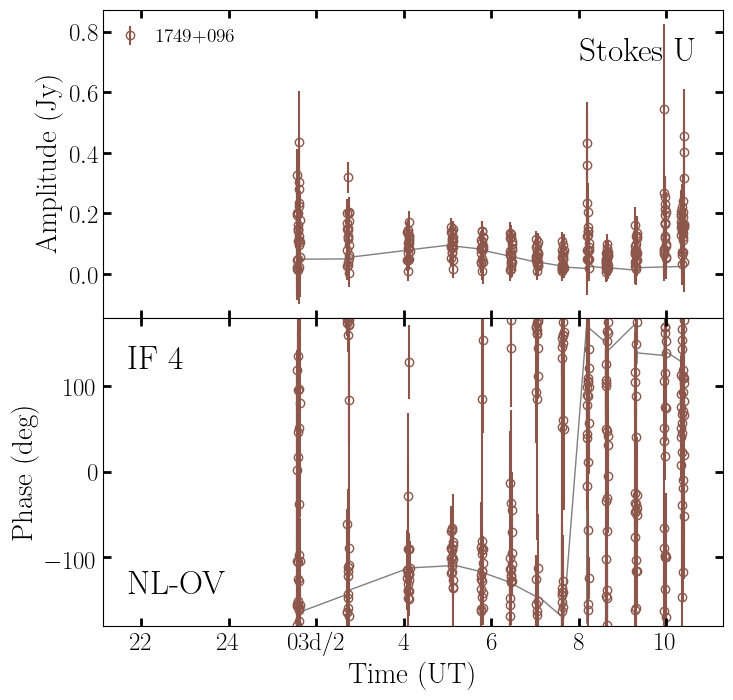 1749+096
Stokes U
Amplitude (Jy)
0.8
0.6
0.4
0.2
0.0
IF 4
Phase (deg)
100
0
−100
NL-OV
22 24 03d/2 4 6 8 10
Time (UT)